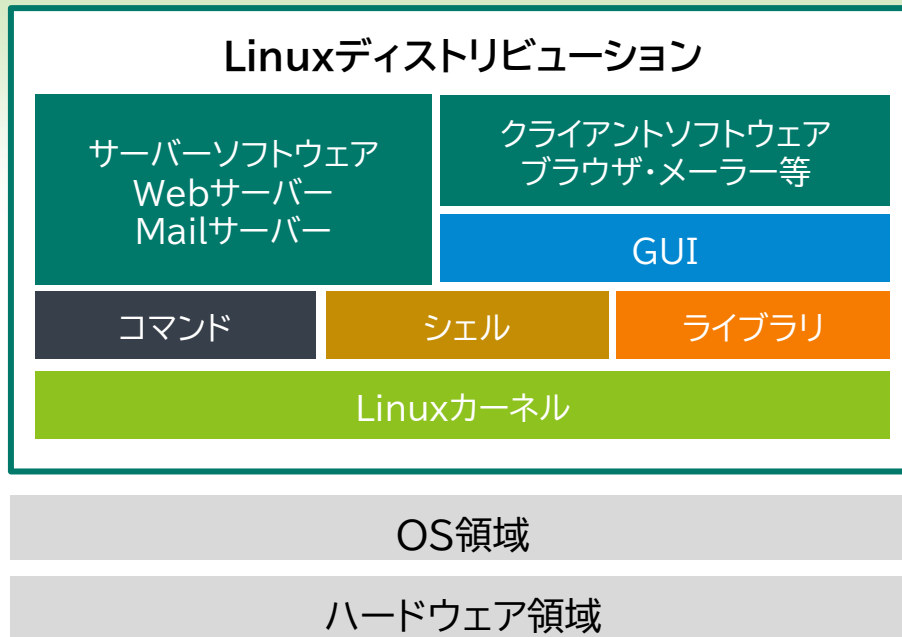 Linuxディストリビューション
サーバーソフトウェア
Webサーバー
Mailサーバー
クライアントソフトウェア
ブラウザ・メーラー等
GUI
コマンド
シェル
ライブラリ
Linuxカーネル
OS領域
ハードウェア領域